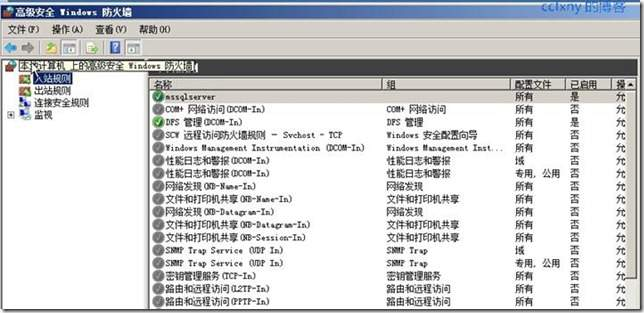 cclxny 的博客
高级安全 Windows 防火墙
文件(F) 操作(A) 查看(V) 帮助(H)
本地计算机 上的高级安全 Windows 防火墙
入站规则
出站规则
连接安全规则
监视
名称 组 配置文件 已启用 操
mssqlserver 所有 是 允
COM+ 网络访问(DCOM-In) COM+ 网络访问 所有 否 允
DFS 管理(DCOM-In) DFS 管理 所有 是 允
SCW 远程访问防火墙规则 - Svchost - TCP Windows 安全配置向导 所有 否 允
Windows Management Instrumentation (DCOM-In) Windows Management Inst... 所有 否 允
性能日志和警报(DCOM-In) 性能日志和警报 域 否 允
性能日志和警报(DCOM-In) 性能日志和警报 专用, 公用 否 允
网络发现(NB-Name-In) 网络发现 所有 否 允
文件和打印机共享(NB-Name-In) 文件和打印机共享 所有 否 允
网络发现(NB-Datagram-In) 网络发现 所有 否 允
文件和打印机共享(NB-Datagram-In) 文件和打印机共享 所有 否 允
文件和打印机共享(NB-Session-In) 文件和打印机共享 所有 否 允
SNMP Trap Service (UDP In) SNMP Trap 域 否 允
SNMP Trap Service (UDP In) SNMP Trap 专用, 公用 否 允
密钥管理服务(TCP-In) 密钥管理服务 所有 否 允
路由和远程访问(L2TP-In) 路由和远程访问 所有 否 允
路由和远程访问(PPTP-In) 路由和远程访问 所有 否 允